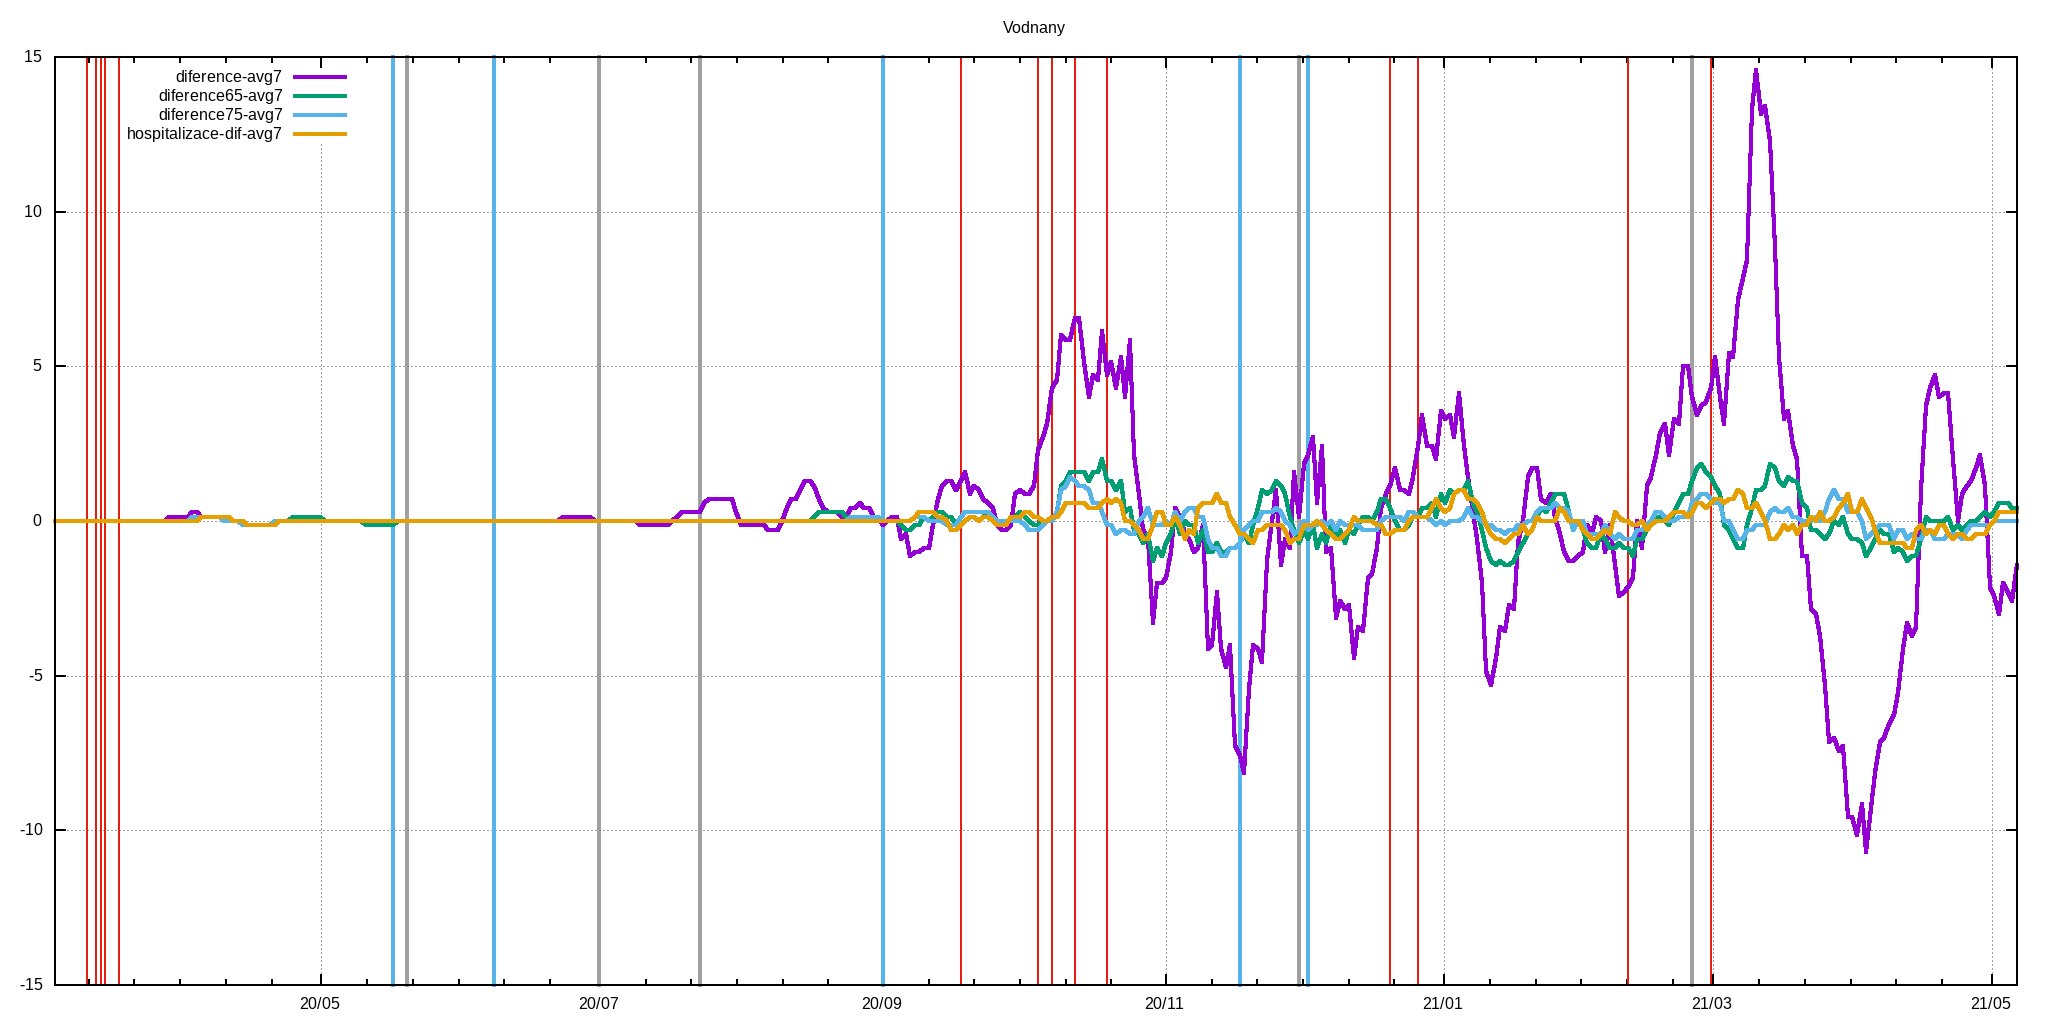 Vodnany
15
diference-avg7
diference65-avg7
diference75-avg7
hospitalizace-dif-avg7
10
5
0
-5
-10
-15
20/05
20/07
20/09
20/11
21/01
21/03
21/05